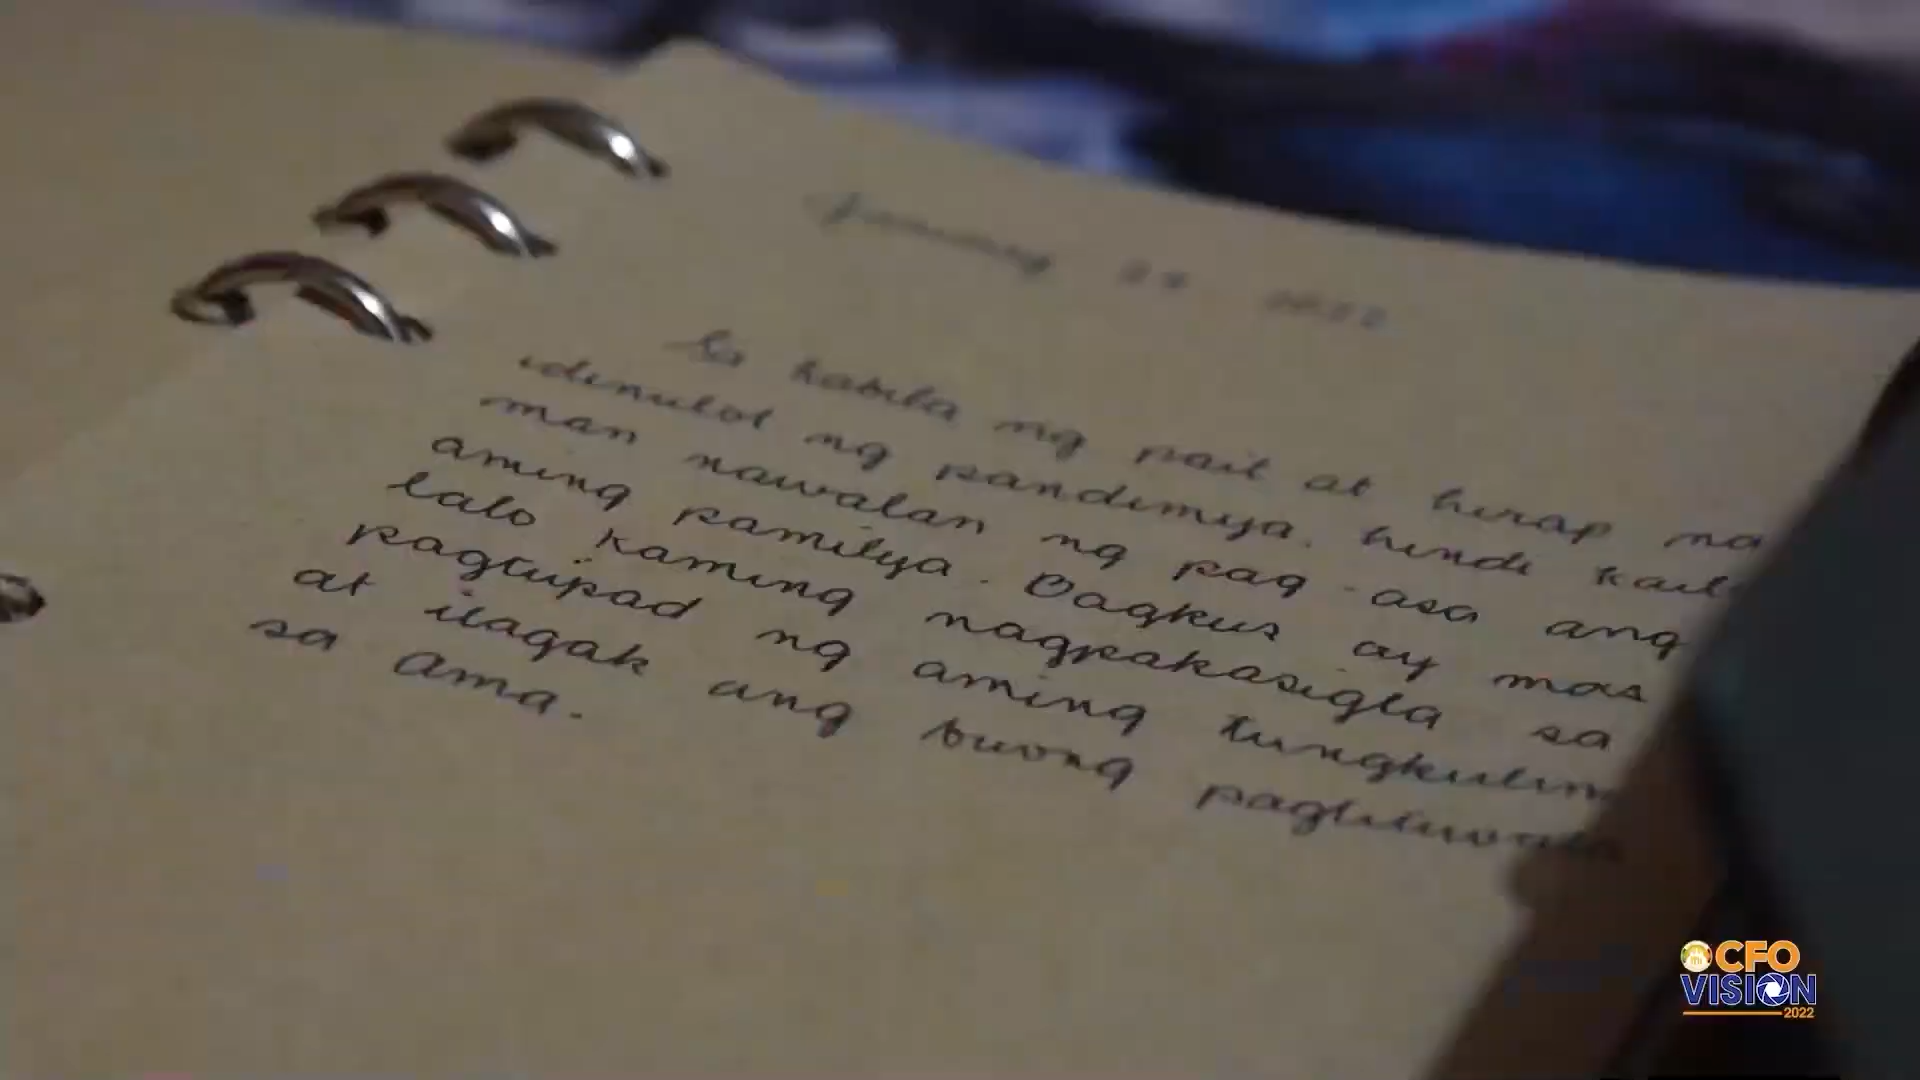 January 2022
Sa kabila ng pait at hirap na
idinulot ng pandemya, hindi
man nawalan ng pag-asa ang
aming pamilya. Bagkus ay mas
lalo kaming nagpakasigla sa
pagtupad ng aming tungkulin
at ilagak ang buong pagtitiwala
sa Ama.
CFO
VISION
2022